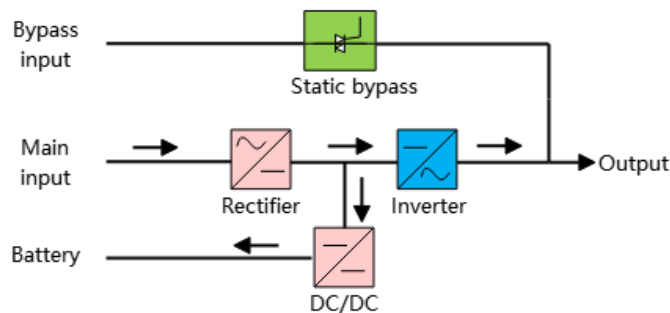 Bypass
input
Static bypass
Main
input
Output
Rectifier
Inverter
Battery
DC/DC